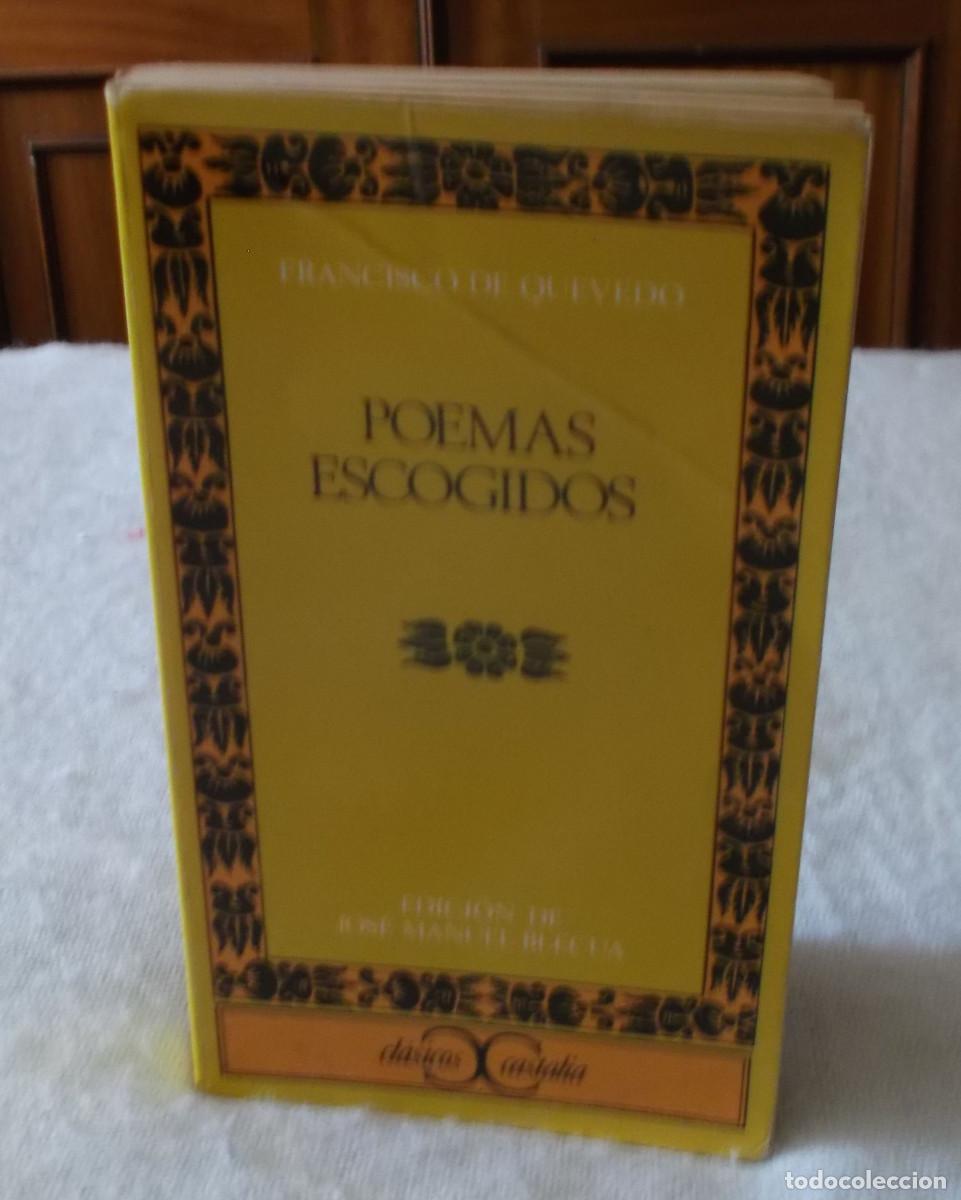 FRANCISCO DE QUEVEDO
POEMAS
ESCOGIDOS
EDICIÓN DE
JOSÉ MANUEL BLECUA
clásicos castalia
todocoleccion